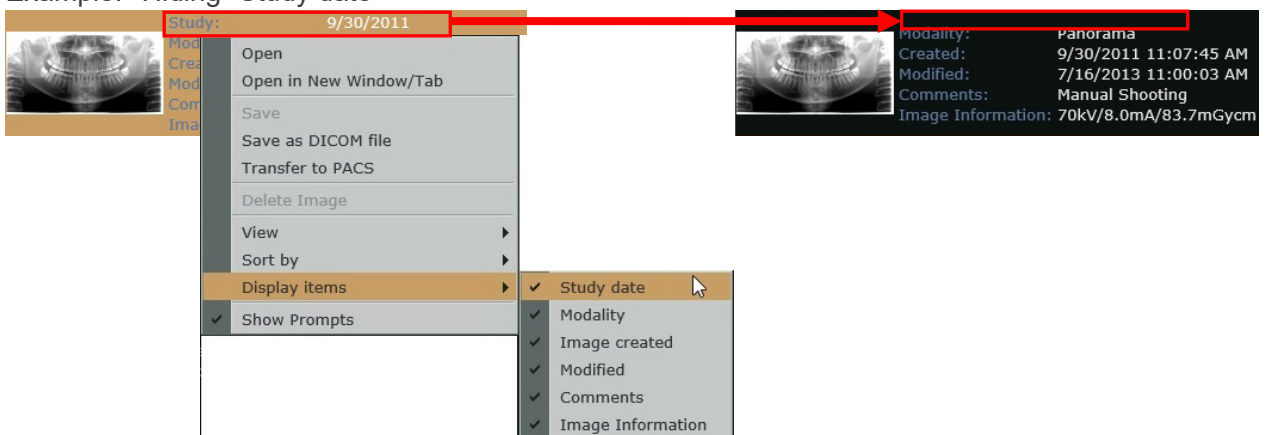 Study: 9/30/2011
Open
Open in New Window/Tab
Save
Save as DICOM file
Transfer to PACS
Delete Image
View
Sort by
Display items
Show Prompts
Study date
Modality
Image created
Modified
Comments
Image Information
Modality: Panorama
Created: 9/30/2011 11:07:45 AM
Modified: 7/16/2013 11:00:03 AM
Comments: Manual Shooting
Image Information: 70kV/8.0mA/83.7mGycm